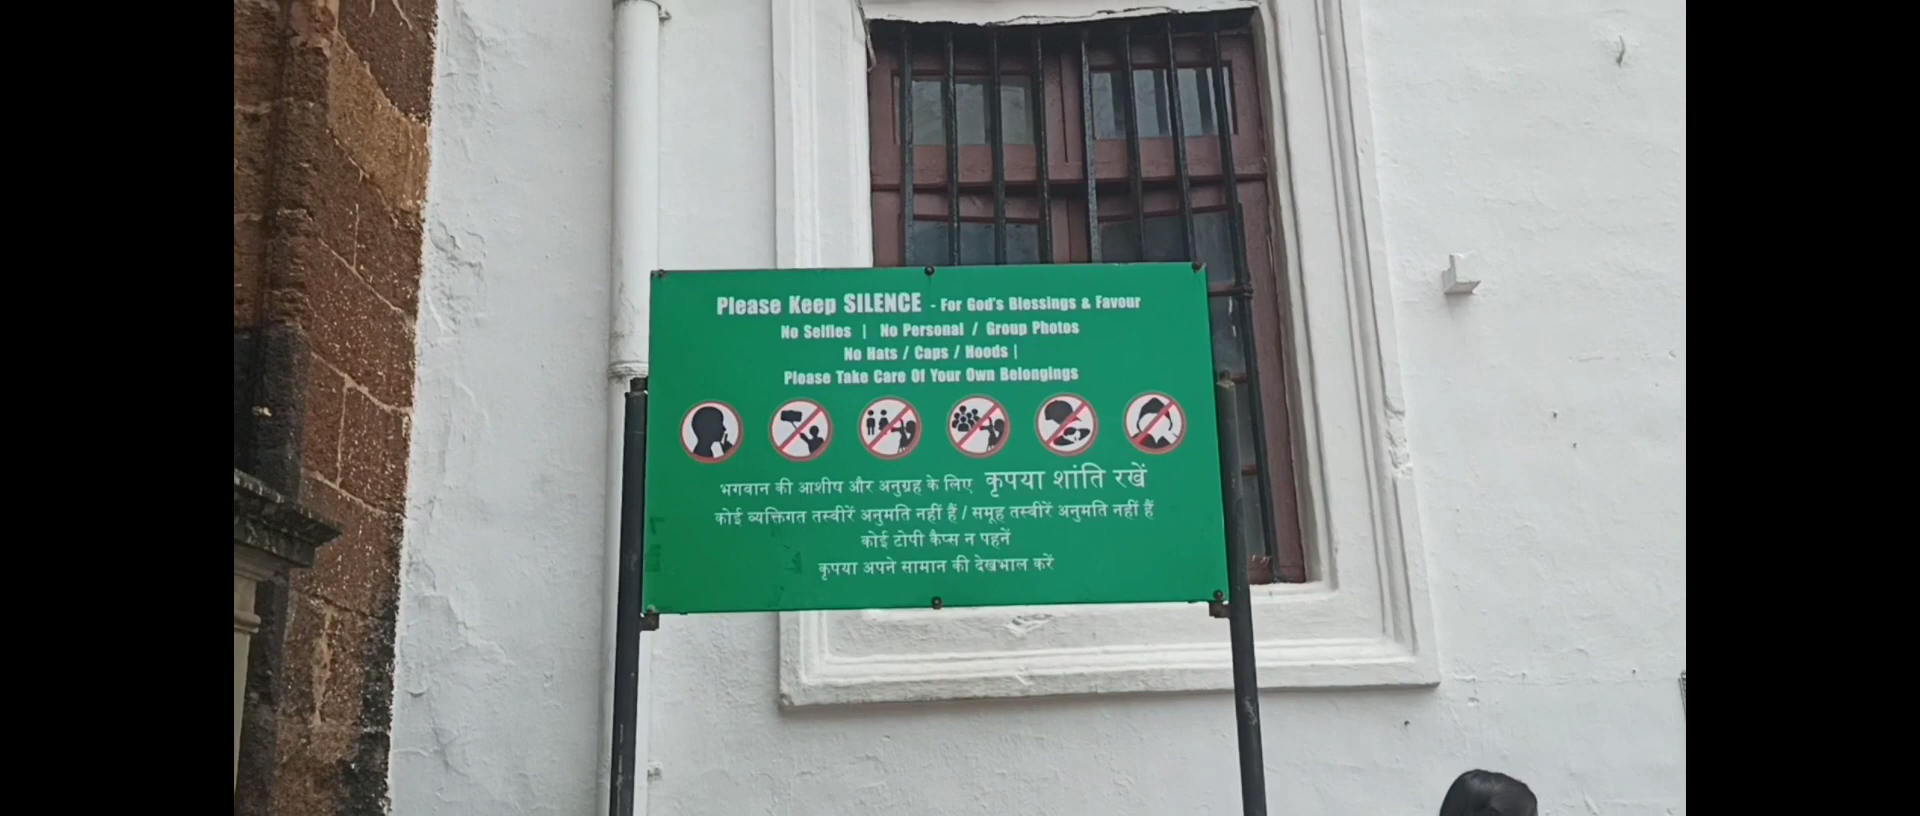 Please Keep SILENCE - For God's Blessings & Favour
No Selfies | No Personal / Group Photos
No Hats / Caps / Hoods |
Please Take Care Of Your Own Belongings
भगवान की आशीष और अनुग्रह के लिए कृपया शांति रखें
कोई व्यक्तिगत तस्वीरें अनुमति नहीं हैं / समूह तस्वीरें अनुमति नहीं हैं
कोई टोपी कैप्स न पहनें
कृपया अपने सामान की देखभाल करें